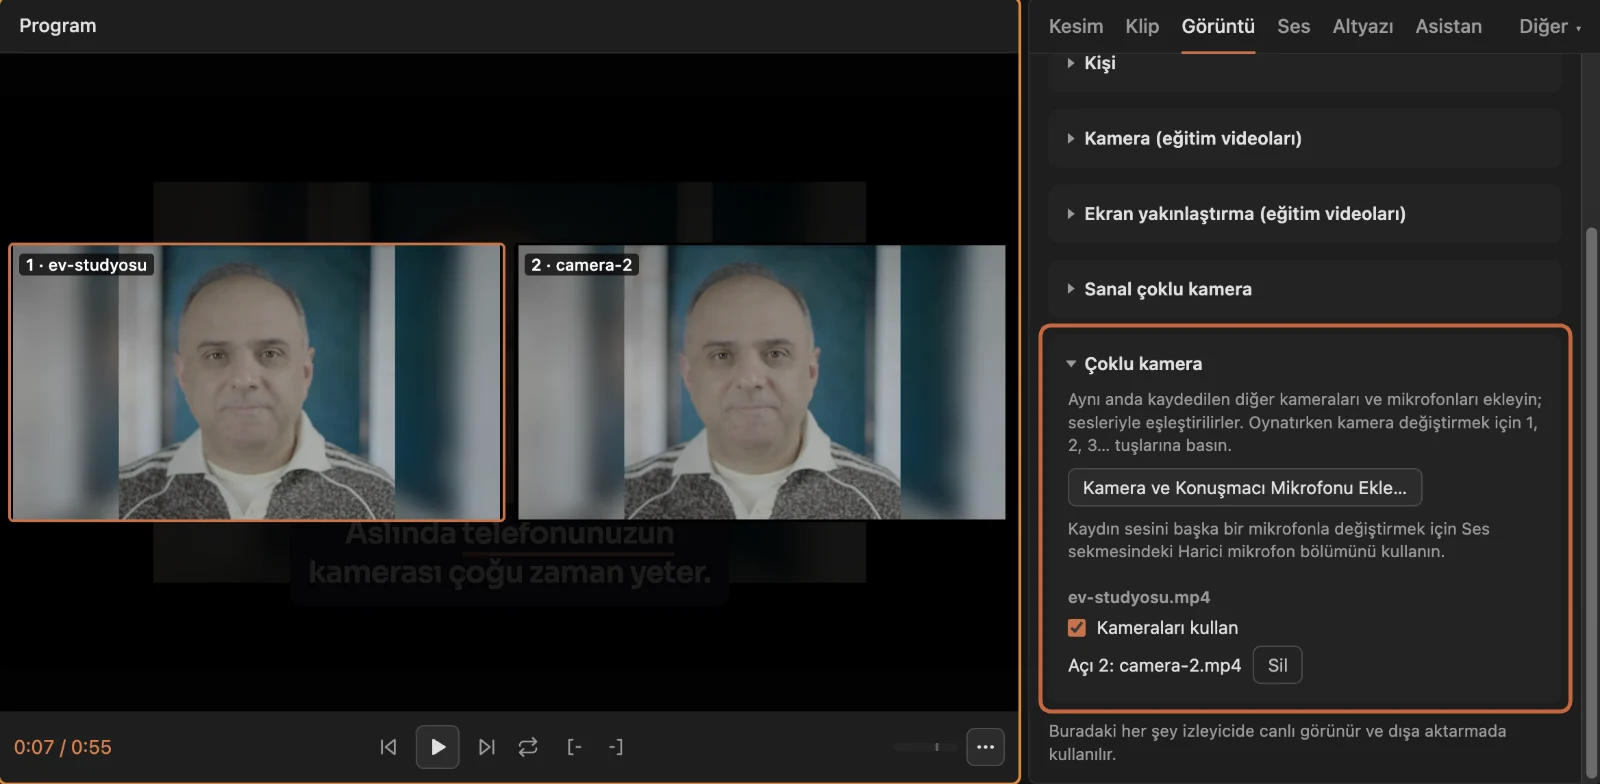 Program
1 · ev-studyosu
2 · camera-2
Aslında telefonunuzun
kamerası çoğu zaman yeter.
0:07 / 0:55
[-
-]
Kesim Klip Görüntü Ses Altyazı Asistan Diğer
Kişi
Kamera (eğitim videoları)
Ekran yakınlaştırma (eğitim videoları)
Sanal çoklu kamera
Çoklu kamera
Aynı anda kaydedilen diğer kameraları ve mikrofonları ekleyin;
sesleriyle eşleştirilirler. Oynatırken kamera değiştirmek için 1,
2, 3... tuşlarına basın.
Kamera ve Konuşmacı Mikrofonu Ekle...
Kaydın sesini başka bir mikrofonla değiştirmek için Ses
sekmesindeki Harici mikrofon bölümünü kullanın.
ev-studyosu.mp4
Kameraları kullan
Açı 2: camera-2.mp4 Sil
Buradaki her şey izleyicide canlı görünür ve dışa aktarmada
kullanılır.